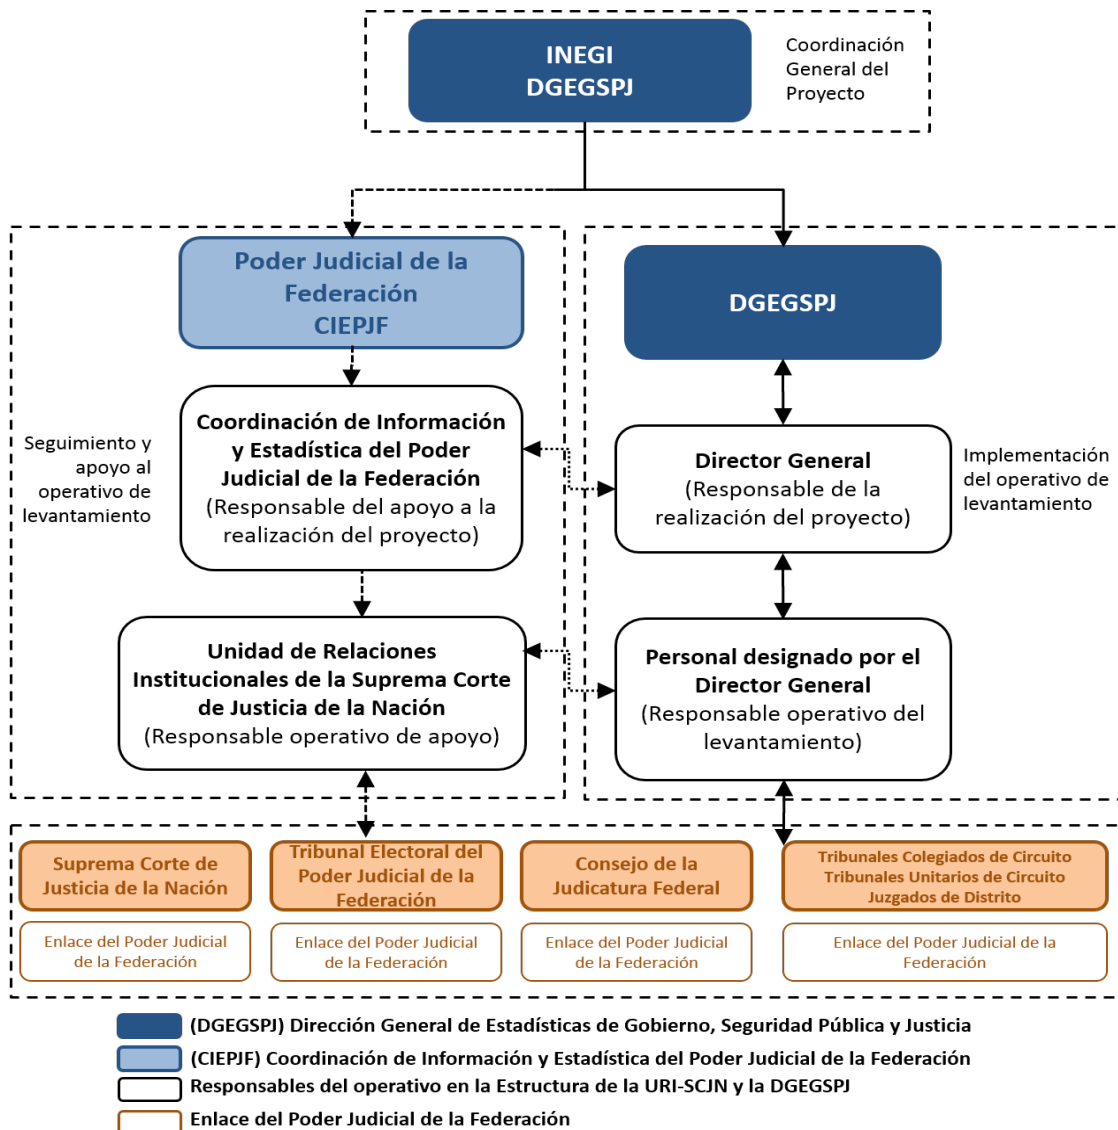 INEGI
DGEGSPJ
Coordinación
General del
Proyecto
Poder Judicial de la
Federación
CIEPJF
DGEGSPJ
Seguimiento y
apoyo al
operativo de
levantamiento
Coordinación de Información
y Estadística del Poder
Judicial de la Federación
(Responsable del apoyo a la
realización del proyecto)
Director General
(Responsable de la
realización del proyecto)
Implementación
del operativo de
levantamiento
Unidad de Relaciones
Institucionales de la Suprema Corte
de Justicia de la Nación
(Responsable operativo de apoyo)
Personal designado por el
Director General
(Responsable operativo del
levantamiento)
Suprema Corte de
Justicia de la Nación
Tribunal Electoral del
Poder Judicial de la
Federación
Consejo de la
Judicatura Federal
Tribunales Colegiados de Circuito
Tribunales Unitarios de Circuito
Juzgados de Distrito
Enlace del Poder Judicial
de la Federación
Enlace del Poder Judicial
de la Federación
Enlace del Poder Judicial
de la Federación
Enlace del Poder Judicial de la
Federación
(DGEGSPJ) Dirección General de Estadísticas de Gobierno, Seguridad Pública y Justicia
(CIEPJF) Coordinación de Información y Estadística del Poder Judicial de la Federación
Responsables del operativo en la Estructura de la URI-SCJN y la DGEGSPJ
Enlace del Poder Judicial de la Federación